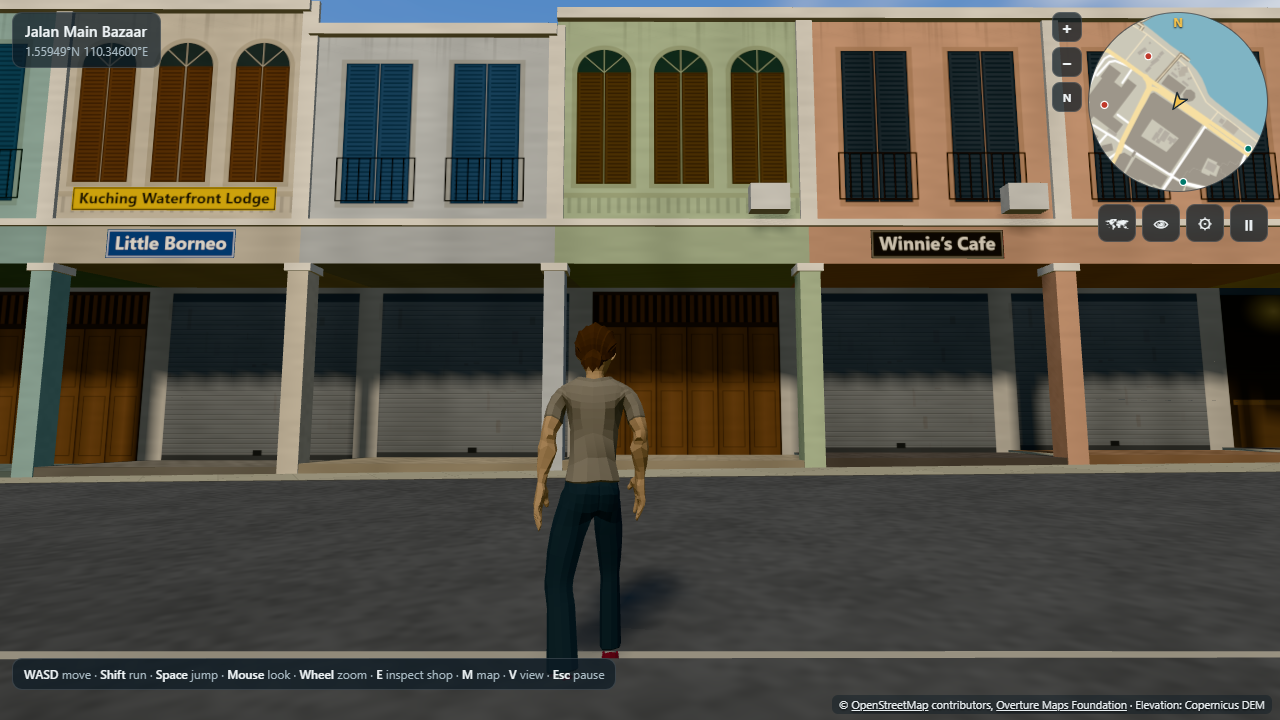 Jalan Main Bazaar
1.55949°N 110.34600°E
N
+
−
N
Kuching Waterfront Lodge
Little Borneo
Winnie's Cafe
WASD move · Shift run · Space jump · Mouse look · Wheel zoom · E inspect shop · M map · V view · Esc pause
© OpenStreetMap contributors, Overture Maps Foundation · Elevation: Copernicus DEM